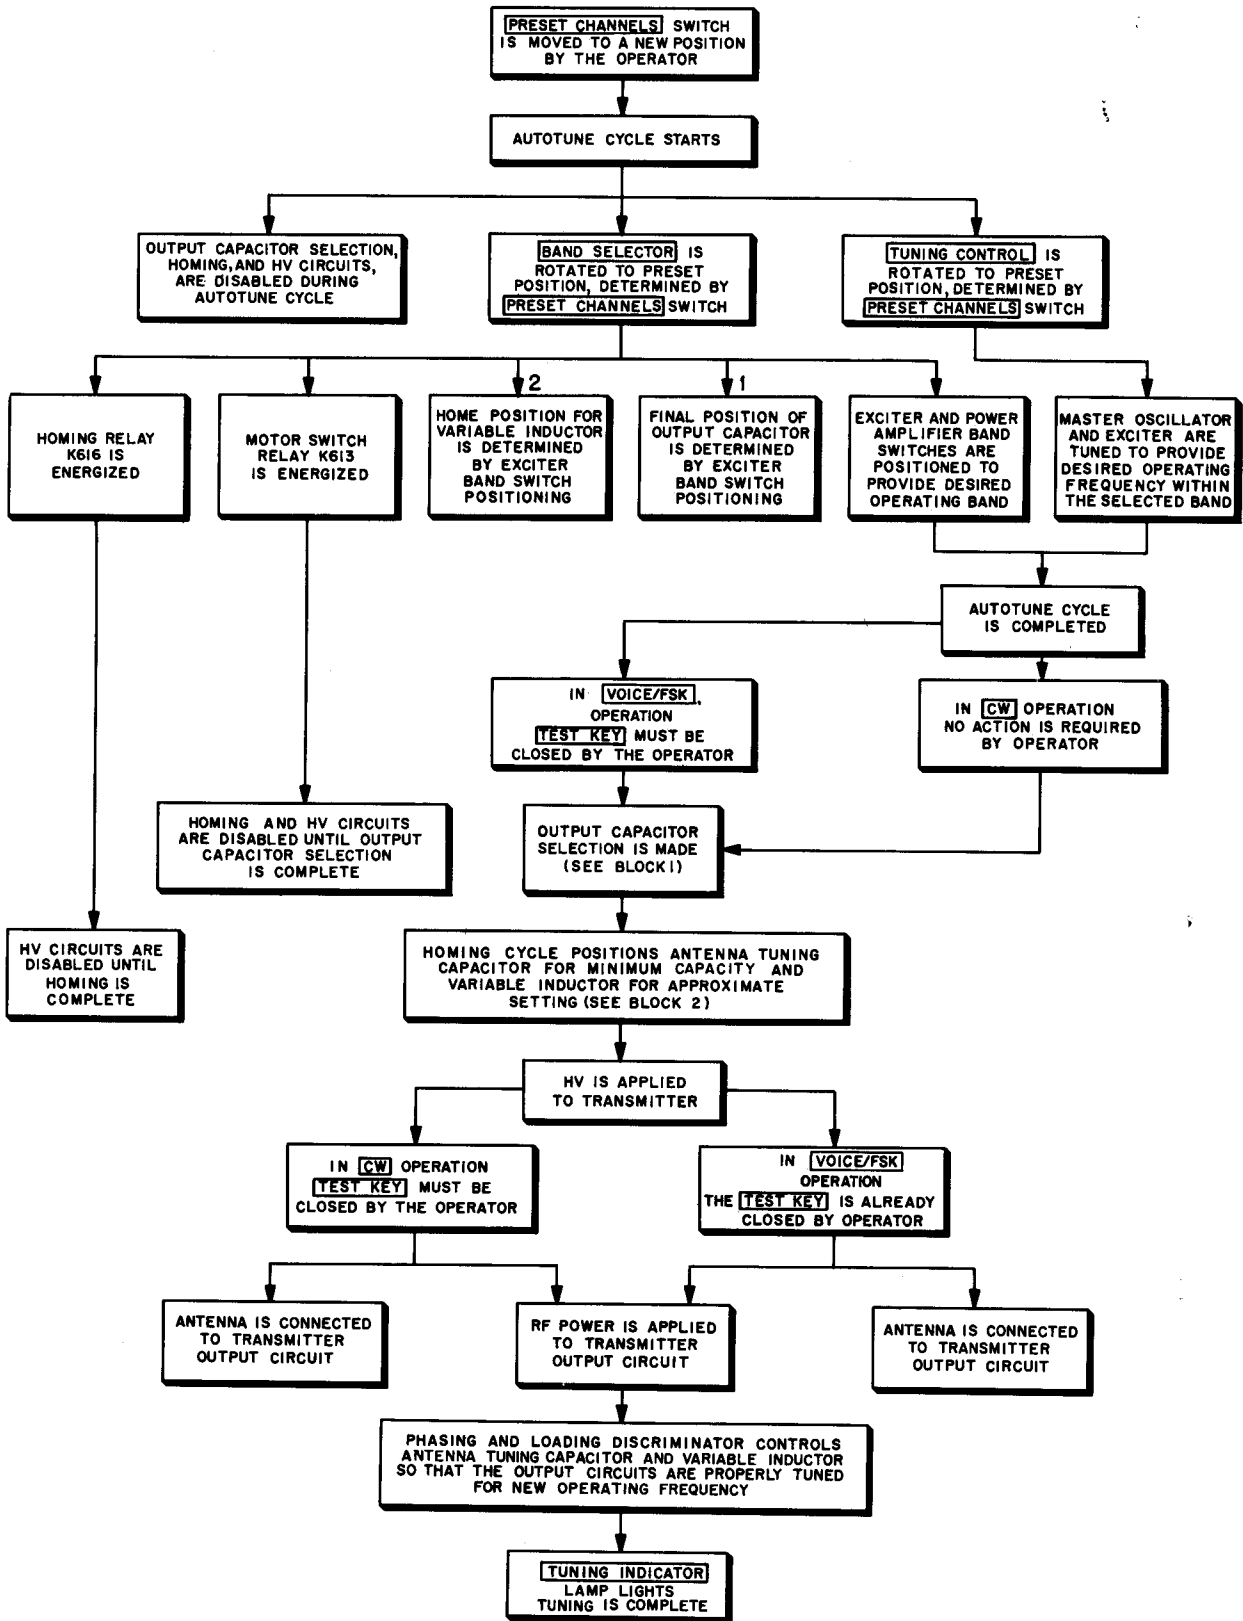 PRESET CHANNELS SWITCH
IS MOVED TO A NEW POSITION
BY THE OPERATOR
AUTOTUNE CYCLE STARTS
OUTPUT CAPACITOR SELECTION,
HOMING, AND HV CIRCUITS,
ARE DISABLED DURING
AUTOTUNE CYCLE
BAND SELECTOR IS
ROTATED TO PRESET
POSITION, DETERMINED BY
PRESET CHANNELS SWITCH
TUNING CONTROL IS
ROTATED TO PRESET
POSITION, DETERMINED BY
PRESET CHANNELS SWITCH
HOMING RELAY
K616 IS
ENERGIZED
MOTOR SWITCH
RELAY K613
IS ENERGIZED
2
HOME POSITION FOR
VARIABLE INDUCTOR
IS DETERMINED
BY EXCITER
BAND SWITCH
POSITIONING
1
FINAL POSITION OF
OUTPUT CAPACITOR
IS DETERMINED
BY EXCITER
BAND SWITCH
POSITIONING
EXCITER AND POWER
AMPLIFIER BAND
SWITCHES ARE
POSITIONED TO
PROVIDE DESIRED
OPERATING BAND
MASTER OSCILLATOR
AND EXCITER ARE
TUNED TO PROVIDE
DESIRED OPERATING
FREQUENCY WITHIN
THE SELECTED BAND
AUTOTUNE CYCLE
IS COMPLETED
IN VOICE/FSK,
OPERATION
TEST KEY MUST BE
CLOSED BY THE OPERATOR
IN CW OPERATION
NO ACTION IS REQUIRED
BY OPERATOR
HOMING AND HV CIRCUITS
ARE DISABLED UNTIL OUTPUT
CAPACITOR SELECTION
IS COMPLETE
OUTPUT CAPACITOR
SELECTION IS MADE
(SEE BLOCK 1)
HV CIRCUITS ARE
DISABLED UNTIL
HOMING IS
COMPLETE
HOMING CYCLE POSITIONS ANTENNA TUNING
CAPACITOR FOR MINIMUM CAPACITY AND
VARIABLE INDUCTOR FOR APPROXIMATE
SETTING (SEE BLOCK 2)
HV IS APPLIED
TO TRANSMITTER
IN CW OPERATION
TEST KEY MUST BE
CLOSED BY THE OPERATOR
IN VOICE/FSK
OPERATION
THE TEST KEY IS ALREADY
CLOSED BY OPERATOR
ANTENNA IS CONNECTED
TO TRANSMITTER
OUTPUT CIRCUIT
RF POWER IS APPLIED
TO TRANSMITTER
OUTPUT CIRCUIT
ANTENNA IS CONNECTED
TO TRANSMITTER
OUTPUT CIRCUIT
PHASING AND LOADING DISCRIMINATOR CONTROLS
ANTENNA TUNING CAPACITOR AND VARIABLE INDUCTOR
SO THAT THE OUTPUT CIRCUITS ARE PROPERLY TUNED
FOR NEW OPERATING FREQUENCY
TUNING INDICATOR
LAMP LIGHTS
TUNING IS COMPLETE